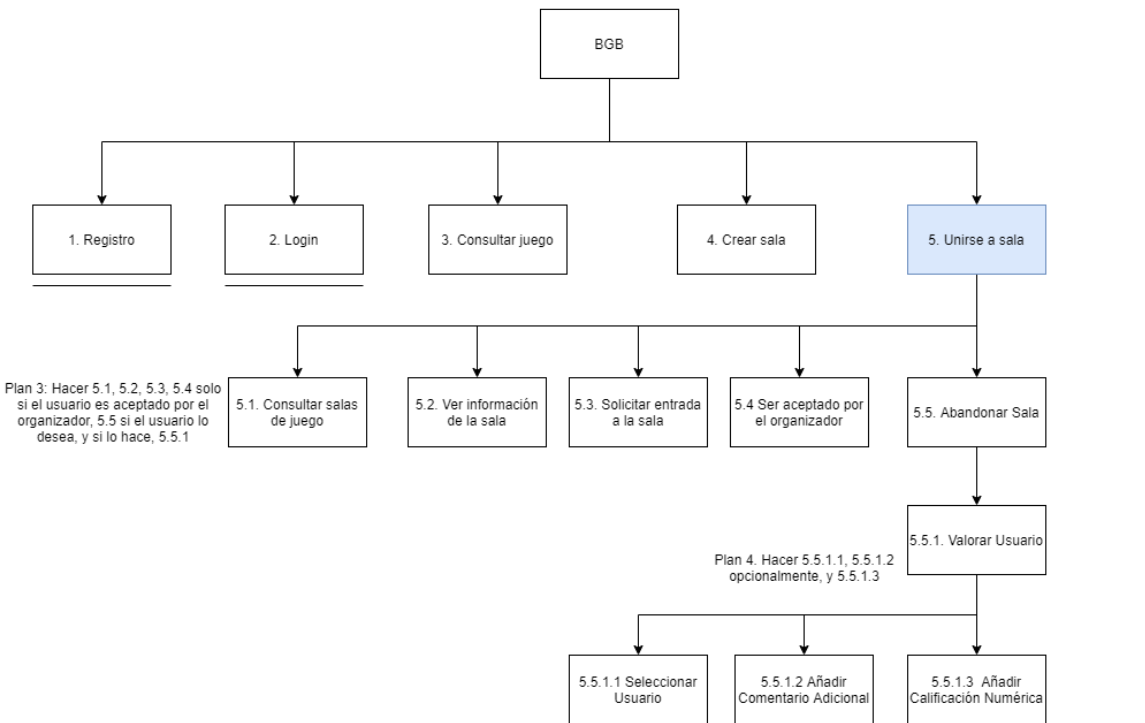 BGB
1. Registro
2. Login
3. Consultar juego
4. Crear sala
5. Unirse a sala
Plan 3: Hacer 5.1, 5.2, 5.3, 5.4 solo
si el usuario es aceptado por el
organizador, 5.5 si el usuario lo
desea, y si lo hace, 5.5.1
5.1. Consultar salas
de juego
5.2. Ver información
de la sala
5.3. Solicitar entrada
a la sala
5.4 Ser aceptado por
el organizador
5.5. Abandonar Sala
5.5.1. Valorar Usuario
Plan 4. Hacer 5.5.1.1, 5.5.1.2
opcionalmente, y 5.5.1.3
5.5.1.1 Seleccionar
Usuario
5.5.1.2 Añadir
Comentario Adicional
5.5.1.3 Añadir
Calificación Numérica